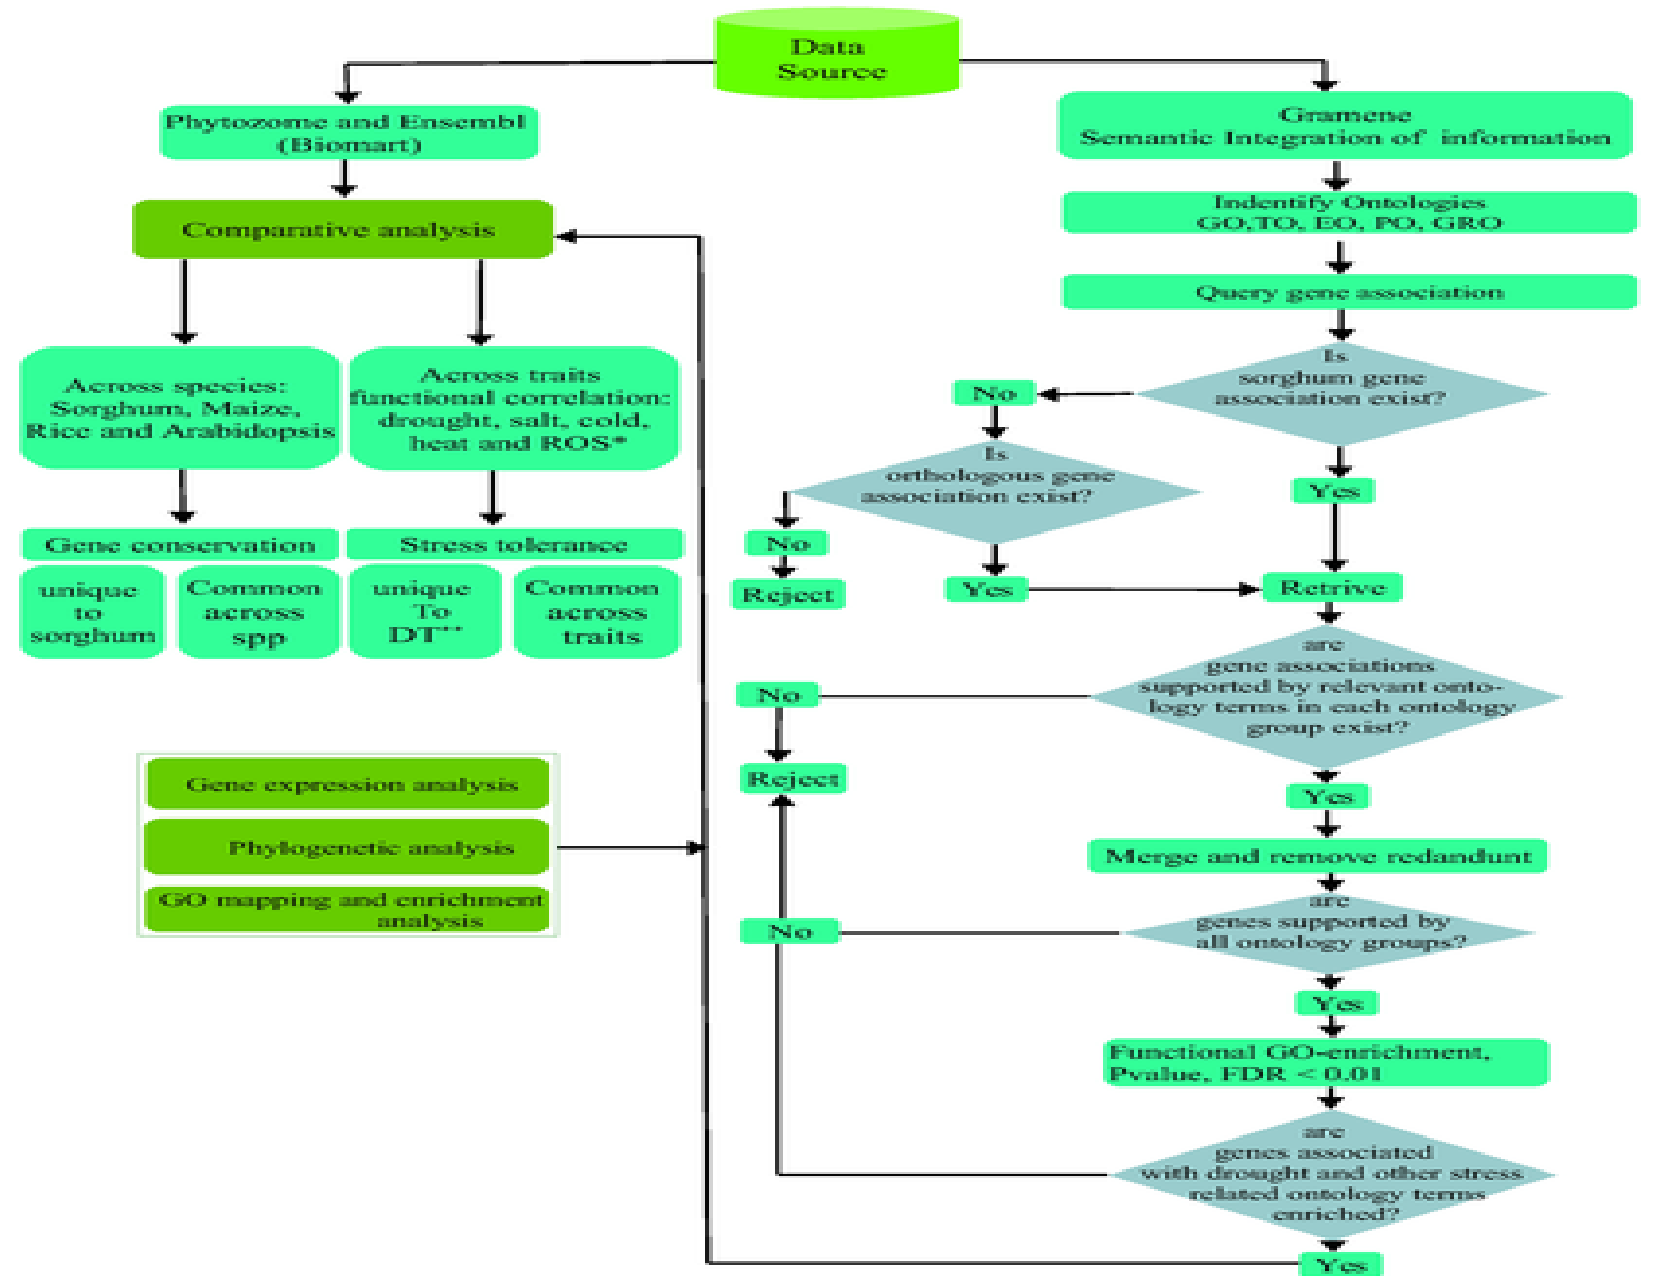 Data
Source
Phytozome and Ensembl
(Biomart)
Comparative analysis
Across species:
Sorghum, Maize,
Rice and Arabidopsis
Across traits
functional correlation:
drought, salt, cold,
heat and ROS*
Gene conservation
Stress tolerance
unique
to
sorghum
Common
across
spp
unique
To
DT**
Common
across
traits
Gene expression analysis
Phylogenetic analysis
GO mapping and enrichment
analysis
Gramene
Semantic Integration of information
Indentify Ontologies
GO,TO, EO, PO, GRO
Query gene association
Is
sorghum gene
association exist?
No
Is
orthologous gene
association exist?
Yes
No
Reject
Yes
Retrive
are
gene associations
supported by relevant onto-
logy terms in each ontology
group exist?
No
Reject
Yes
Merge and remove redandunt
are
genes supported by
all ontology groups?
No
Yes
Functional GO-enrichment,
Pvalue, FDR < 0.01
are
genes associated
with drought and other stress
related ontology terms
enriched?
Yes